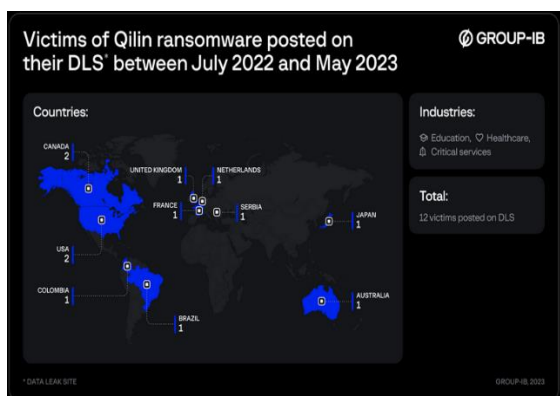 Victims of Qilin ransomware posted on
their DLS* between July 2022 and May 2023
GROUP-IB
Countries:
CANADA
2
UNITED KINGDOM
1
NETHERLANDS
1
FRANCE
1
SERBIA
1
JAPAN
1
USA
2
COLOMBIA
1
BRAZIL
1
AUSTRALIA
1
Industries:
Education, Healthcare,
Critical services
Total:
12 victims posted on DLS
* DATA LEAK SITE
GROUP-IB, 2023